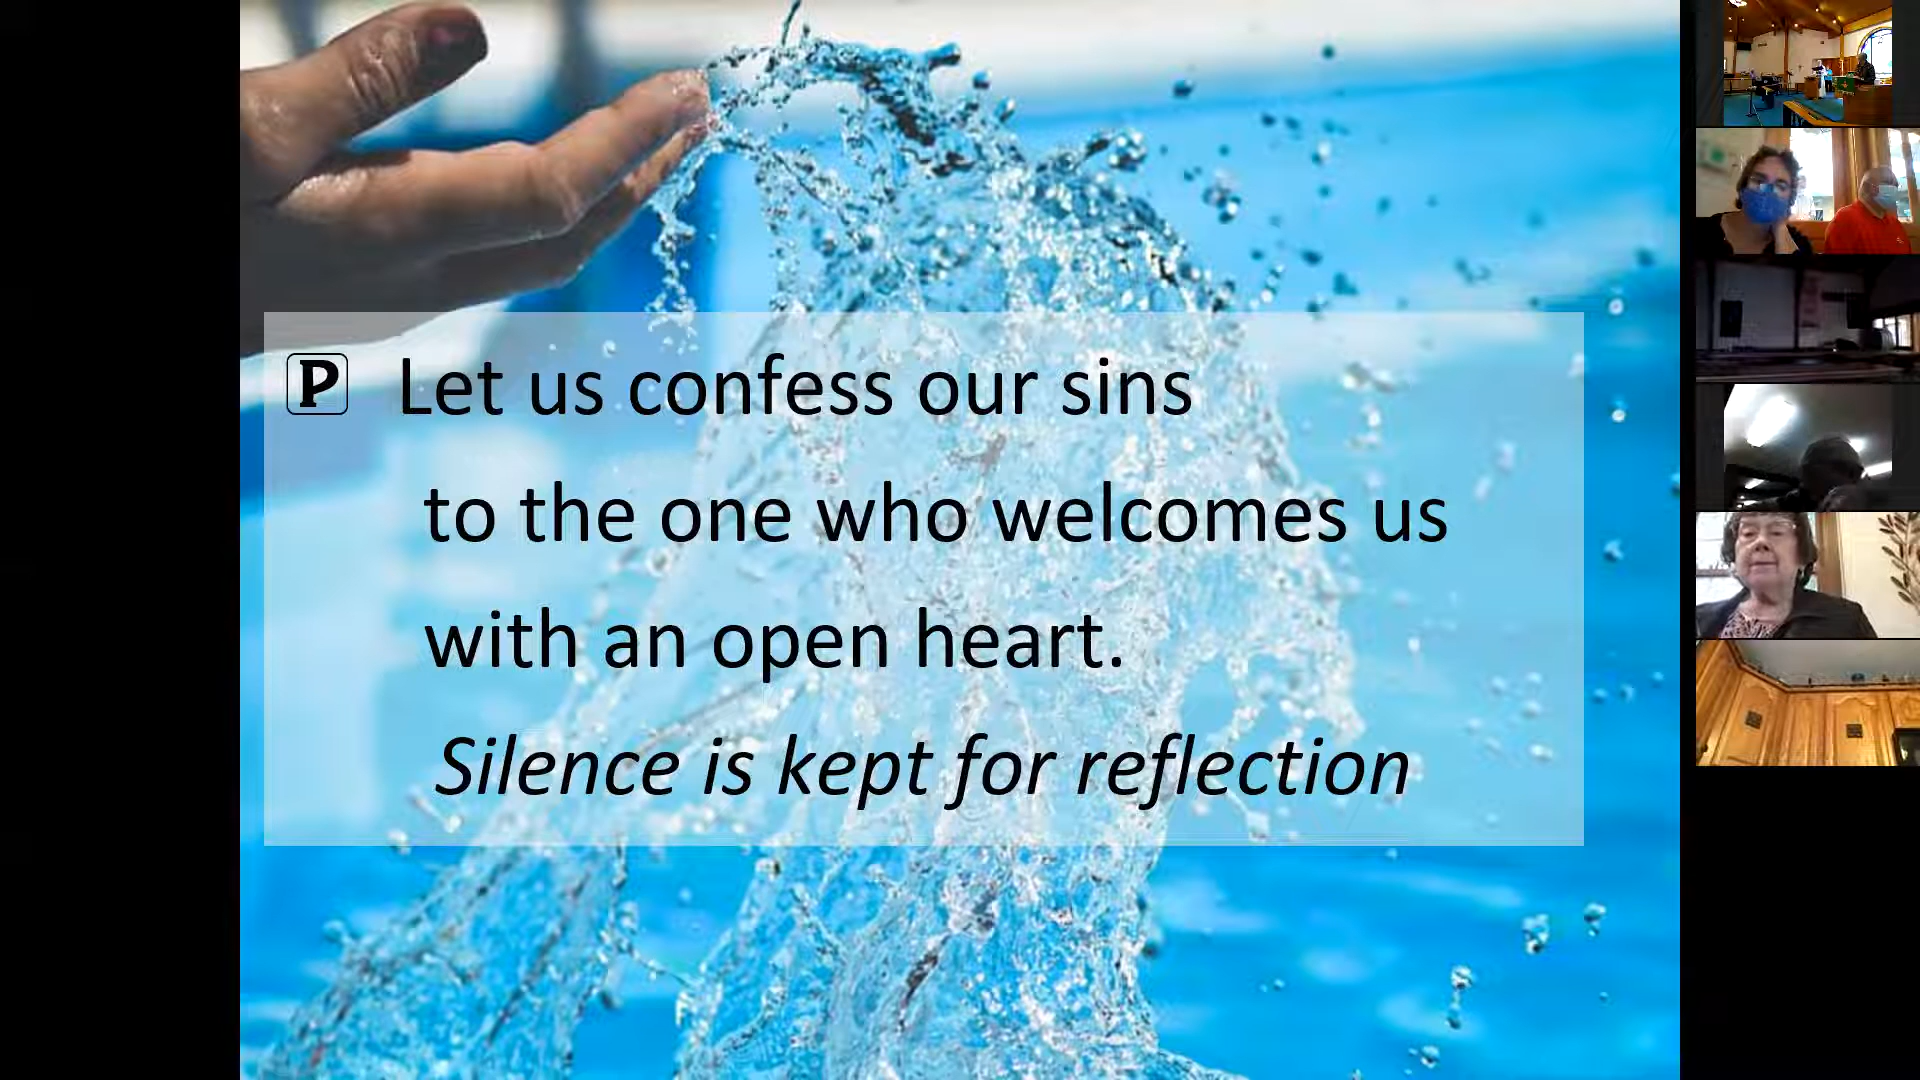 P Let us confess our sins
to the one who welcomes us
with an open heart.
Silence is kept for reflection